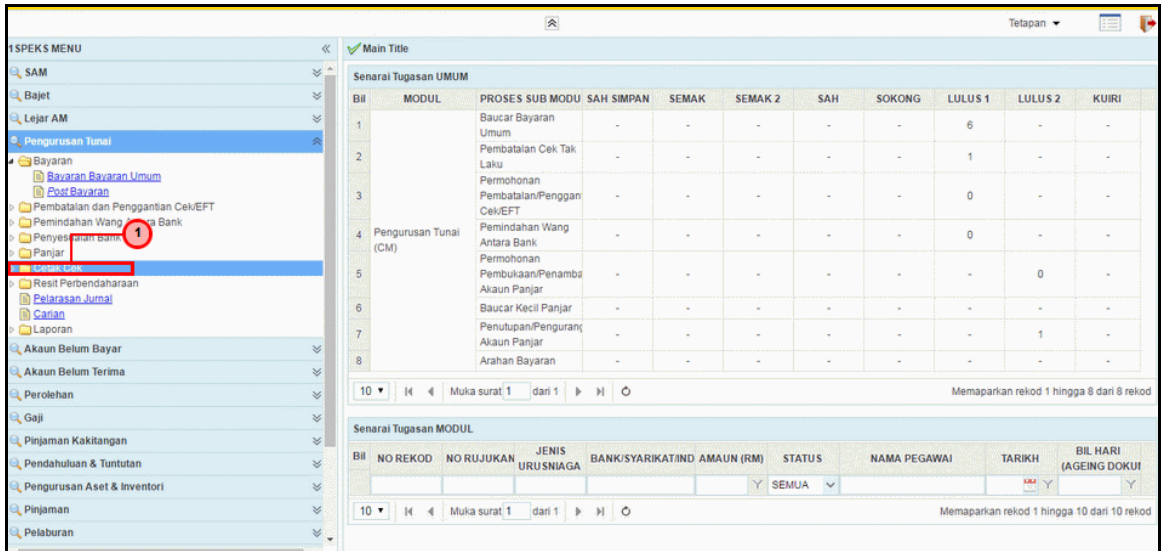 Tetapan
1SPEKS MENU
Main Title
SAM
Bajet
Lejar AM
Pengurusan Tunai
Bayaran
Bayaran Bayaran Umum
Post Bayaran
Pembatalan dan Penggantian Cek/EFT
Pemindahan Wang Antara Bank
Penyesuaian Bank
1
Panjar
Cetak Cek
Resit Perbendaharaan
Pelarasan Jurnal
Carian
Laporan
Akaun Belum Bayar
Akaun Belum Terima
Perolehan
Gaji
Pinjaman Kakitangan
Pendahuluan & Tuntutan
Pengurusan Aset & Inventori
Pinjaman
Pelaburan
Senarai Tugasan UMUM
Bil MODUL PROSES SUB MODU SAH SIMPAN SEMAK SEMAK 2 SAH SOKONG LULUS 1 LULUS 2 KUIRI
Pengurusan Tunai
(CM)
1 Baucar Bayaran
Umum - - - - - 6 - -
2 Pembatalan Cek Tak
Laku - - - - - 1 - -
3 Permohonan
Pembatalan/Penggan
Cek/EFT - - - - - 0 - -
4 Pemindahan Wang
Antara Bank - - - - - 0 - -
5 Permohonan
Pembukaan/Penamba
Akaun Panjar - - - - - - 0 -
6 Baucar Kecil Panjar - - - - - - - -
7 Penutupan/Pengurang
Akaun Panjar - - - - - - 1 -
8 Arahan Bayaran - - - - - - - -
10 Muka surat 1 dari 1 Memaparkan rekod 1 hingga 8 dari 8 rekod
Senarai Tugasan MODUL
Bil NO REKOD NO RUJUKAN JENIS
URUSNIAGA BANK/SYARIKAT/IND AMAUN (RM) STATUS NAMA PEGAWAI TARIKH BIL HARI
(AGEING DOKUI
SEMUA
10 Muka surat 1 dari 1 Memaparkan rekod 1 hingga 10 dari 10 rekod